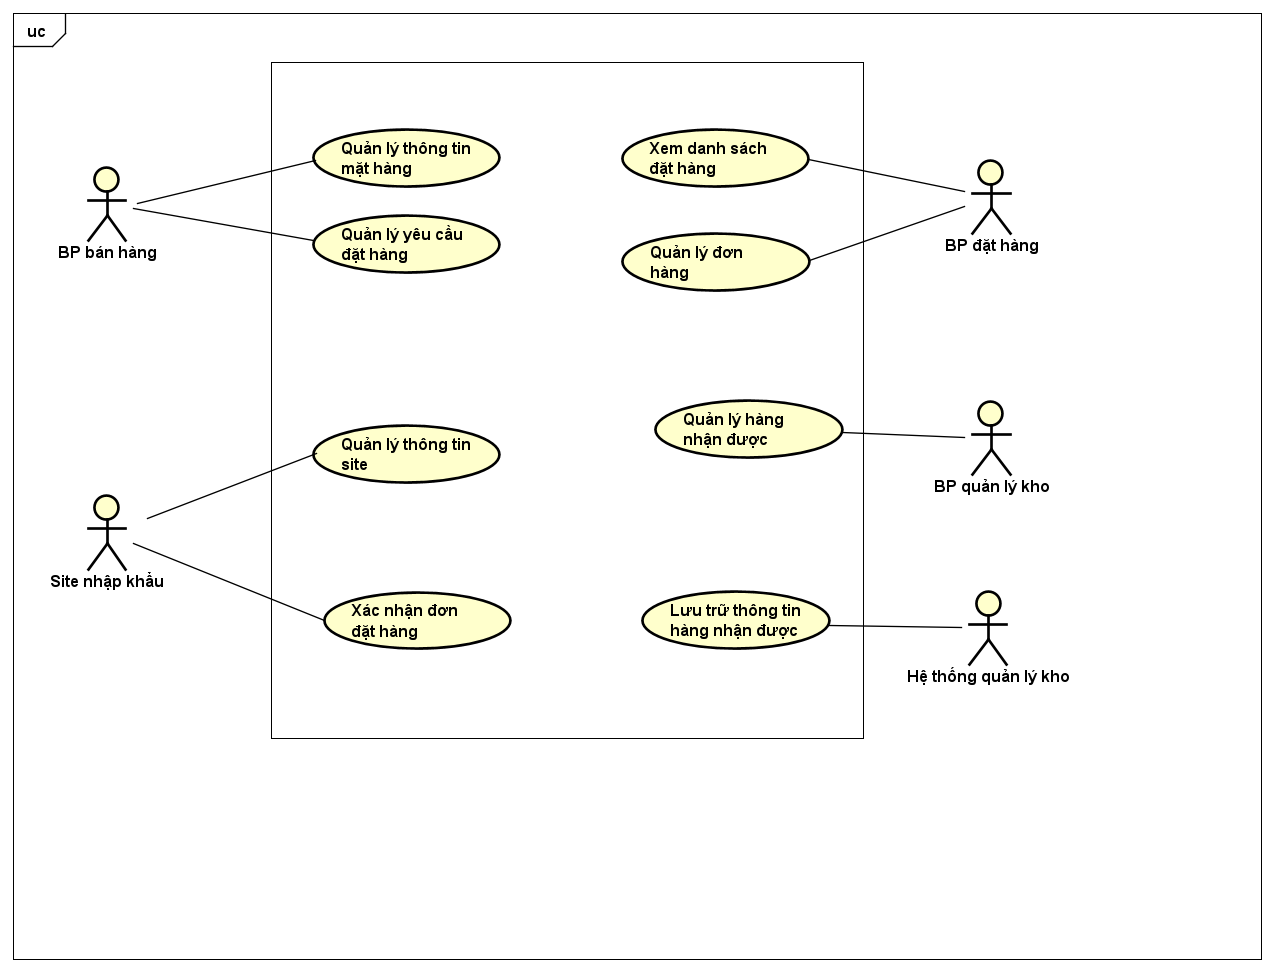 uc
Quản lý thông tin
mặt hàng
Xem danh sách
đặt hàng
BP bán hàng
Quản lý yêu cầu
đặt hàng
Quản lý đơn
hàng
BP đặt hàng
Quản lý thông tin
site
Quản lý hàng
nhận được
BP quản lý kho
Site nhập khẩu
Xác nhận đơn
đặt hàng
Lưu trữ thông tin
hàng nhận được
Hệ thống quản lý kho